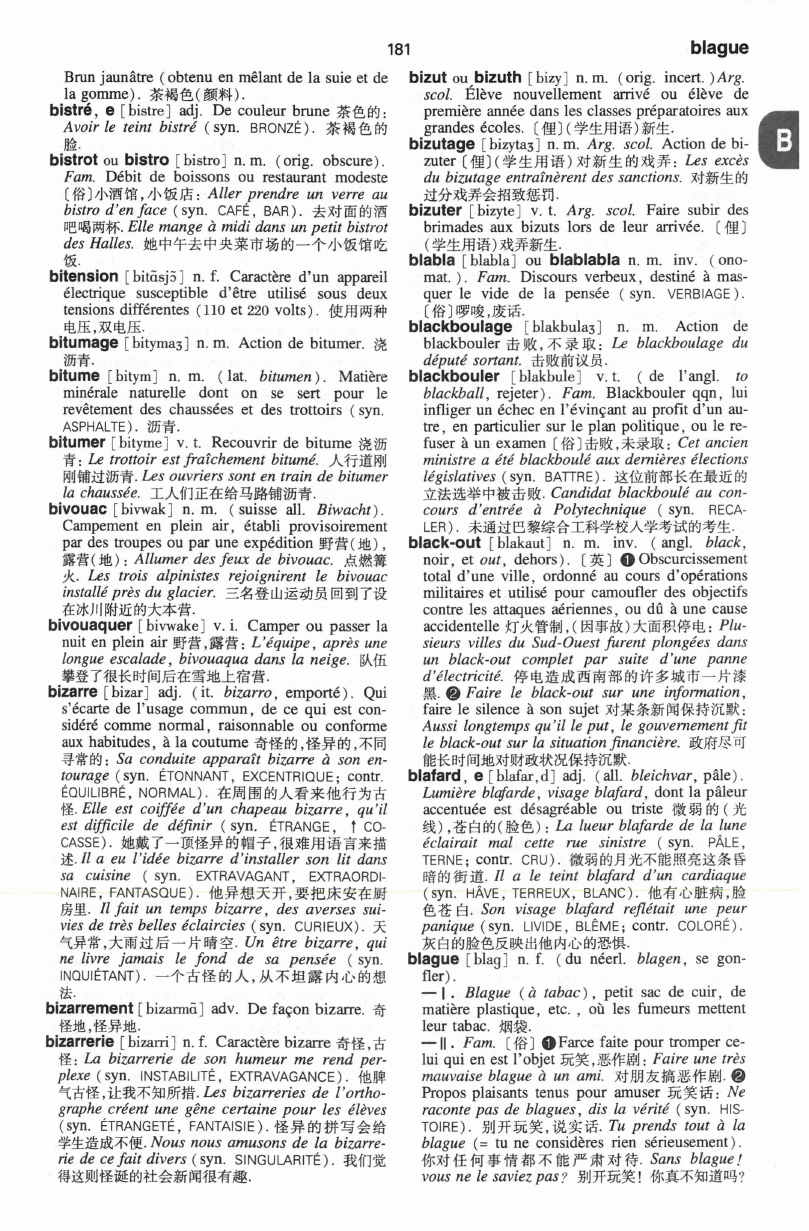 181
blague
Brun jaunâtre (obtenu en mêlant de la suie et de
la gomme). 茶褐色(颜料).
bistré, e [bistre] adj. De couleur brune 茶色的:
Avoir le teint bistré (syn. BRONZÉ). 茶褐色的
脸.
bistrot ou bistro [bistro] n. m. (orig. obscure).
Fam. Débit de boissons ou restaurant modeste
〔俗〕小酒馆,小饭店: Aller prendre un verre au
bistro d'en face (syn. CAFÉ, BAR). 去对面的酒
吧喝两杯. Elle mange à midi dans un petit bistrot
des Halles. 她中午去中央菜市场的一个小饭馆吃
饭.
bitension [bitɑ̃sjɔ̃] n. f. Caractère d'un appareil
électrique susceptible d'être utilisé sous deux
tensions différentes (110 et 220 volts). 使用两种
电压,双电压.
bitumage [bitymaʒ] n. m. Action de bitumer. 浇
沥青.
bitume [bitym] n. m. (lat. bitumen). Matière
minérale naturelle dont on se sert pour le
revêtement des chaussées et des trottoirs (syn.
ASPHALTE). 沥青.
bitumer [bityme] v. t. Recouvrir de bitume 浇沥
青: Le trottoir est fraîchement bitumé. 人行道刚
刚铺过沥青. Les ouvriers sont en train de bitumer
la chaussée. 工人们正在给马路铺沥青.
bivouac [bivwak] n. m. (suisse all. Biwacht).
Campement en plein air, établi provisoirement
par des troupes ou par une expédition 野营(地),
露营(地): Allumer des feux de bivouac. 点燃篝
火. Les trois alpinistes rejoignirent le bivouac
installé près du glacier. 三名登山运动员回到了设
在冰川附近的大本营.
bivouaquer [bivwake] v. i. Camper ou passer la
nuit en plein air 野营,露营: L'équipe, après une
longue escalade, bivouaqua dans la neige. 队伍
攀登了很长时间后在雪地上宿营.
bizarre [bizar] adj. (it. bizarro, emporté). Qui
s'écarte de l'usage commun, de ce qui est con-
sidéré comme normal, raisonnable ou conforme
aux habitudes, à la coutume 奇怪的,怪异的,不同
寻常的: Sa conduite apparaît bizarre à son en-
tourage (syn. ÉTONNANT, EXCENTRIQUE; contr.
ÉQUILIBRÉ, NORMAL). 在周围的人看来他行为古
怪. Elle est coiffée d'un chapeau bizarre, qu'il
est difficile de définir (syn. ÉTRANGE, ↑ CO-
CASSE). 她戴了一顶怪异的帽子,很难用语言来描
述. Il a eu l'idée bizarre d'installer son lit dans
sa cuisine (syn. EXTRAVAGANT, EXTRAORDI-
NAIRE, FANTASQUE). 他异想天开,要把床安在厨
房里. Il fait un temps bizarre, des averses sui-
vies de très belles éclaircies (syn. CURIEUX). 天
气异常,大雨过后一片晴空. Un être bizarre, qui
ne livre jamais le fond de sa pensée (syn.
INQUIÉTANT). 一个古怪的人,从不坦露内心的想
法.
bizarrement [bizarmɑ̃] adv. De façon bizarre. 奇
怪地,怪异地.
bizarrerie [bizarri] n. f. Caractère bizarre 奇怪,古
怪: La bizarrerie de son humeur me rend per-
plexe (syn. INSTABILITÉ, EXTRAVAGANCE). 他脾
气古怪,让我不知所措. Les bizarreries de l'ortho-
graphe créent une gêne certaine pour les élèves
(syn. ÉTRANGETÉ, FANTAISIE). 怪异的拼写会给
学生造成不便. Nous nous amusons de la bizarre-
rie de ce fait divers (syn. SINGULARITÉ). 我们觉
得这则怪诞的社会新闻很有趣.
bizut ou bizuth [bizy] n. m. (orig. incert.) Arg.
scol. Élève nouvellement arrivé ou élève de
première année dans les classes préparatoires aux
grandes écoles. 〔俚〕(学生用语)新生.
bizutage [bizytaʒ] n. m. Arg. scol. Action de bi-
zuter〔俚〕(学生用语)对新生的戏弄: Les excès
du bizutage entraînèrent des sanctions. 对新生的
过分戏弄会招致惩罚.
bizuter [bizyte] v. t. Arg. scol. Faire subir des
brimades aux bizuts lors de leur arrivée. 〔俚〕
(学生用语)戏弄新生.
blabla [blabla] ou blablabla n. m. inv. (ono-
mat.). Fam. Discours verbeux, destiné à mas-
quer le vide de la pensée (syn. VERBIAGE).
〔俗〕啰唆,废话.
blackboulage [blakbulaʒ] n. m. Action de
blackbouler 击败,不录取: Le blackboulage du
député sortant. 击败前议员.
blackbouler [blakbule] v. t. (de l'angl. to
blackball, rejeter). Fam. Blackbouler qqn, lui
infliger un échec en l'évinçant au profit d'un au-
tre, en particulier sur le plan politique, ou le re-
fuser à un examen〔俗〕击败,未录取: Cet ancien
ministre a été blackboulé aux dernières élections
législatives (syn. BATTRE). 这位前部长在最近的
立法选举中被击败. Candidat blackboulé au con-
cours d'entrée à Polytechnique (syn. RECA-
LER). 未通过巴黎综合工科学校入学考试的考生.
black-out [blakaut] n. m. inv. (angl. black,
noir, et out, dehors). 〔英〕❶ Obscurcissement
total d'une ville, ordonné au cours d'opérations
militaires et utilisé pour camoufler des objectifs
contre les attaques aériennes, ou dû à une cause
accidentelle 灯火管制,(因事故)大面积停电: Plu-
sieurs villes du Sud-Ouest furent plongées dans
un black-out complet par suite d'une panne
d'électricité. 停电造成西南部的许多城市一片漆
黑. ❷ Faire le black-out sur une information,
faire le silence à son sujet 对某条新闻保持沉默:
Aussi longtemps qu'il le put, le gouvernement fit
le black-out sur la situation financière. 政府尽可
能长时间地对财政状况保持沉默.
blafard, e [blafar,d] adj. (all. bleichvar, pâle).
Lumière blafarde, visage blafard, dont la pâleur
accentuée est désagréable ou triste 微弱的(光
线),苍白的(脸色): La lueur blafarde de la lune
éclairait mal cette rue sinistre (syn. PÂLE,
TERNE; contr. CRU). 微弱的月光不能照亮这条昏
暗的街道. Il a le teint blafard d'un cardiaque
(syn. HÂVE, TERREUX, BLANC). 他有心脏病,脸
色苍白. Son visage blafard reflétait une peur
panique (syn. LIVIDE, BLÊME; contr. COLORÉ).
灰白的脸色反映出他内心的恐惧.
blague [blag] n. f. (du néerl. blagen, se gon-
fler).
— I. Blague (à tabac), petit sac de cuir, de
matière plastique, etc., où les fumeurs mettent
leur tabac. 烟袋.
— II. Fam. 〔俗〕❶ Farce faite pour tromper ce-
lui qui en est l'objet 玩笑,恶作剧: Faire une très
mauvaise blague à un ami. 对朋友搞恶作剧. ❷
Propos plaisants tenus pour amuser 玩笑话: Ne
raconte pas de blagues, dis la vérité (syn. HIS-
TOIRE). 别开玩笑,说实话. Tu prends tout à la
blague (= tu ne considères rien sérieusement).
你对任何事情都不能严肃对待. Sans blague!
vous ne le saviez pas? 别开玩笑! 你真不知道吗?
B